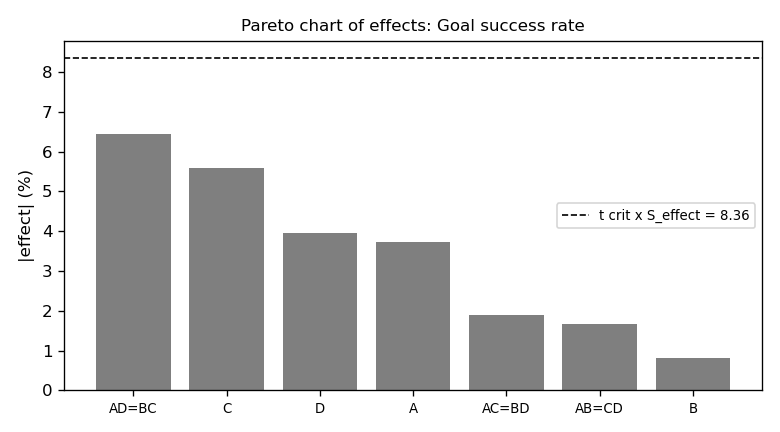 Pareto chart of effects: Goal success rate
|effect| (%)
8
7
6
5
4
3
2
1
0
t crit x S_effect = 8.36
AD=BC
C
D
A
AC=BD
AB=CD
B